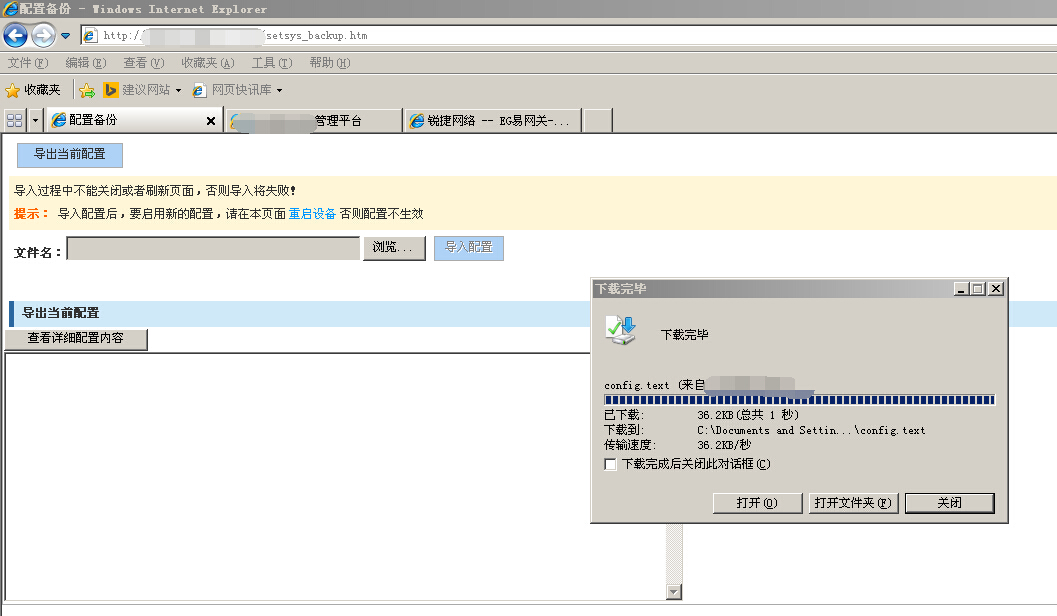 配置备份 - Windows Internet Explorer
http:/ /setsys_backup.htm
文件(F) 编辑(E) 查看(V) 收藏夹(A) 工具(T) 帮助(H)
收藏夹 建议网站 网页快讯库
配置备份 管理平台 锐捷网络 -- EG易网关-...
导出当前配置
导入过程中不能关闭或者刷新页面，否则导入将失败！
提示： 导入配置后，要启用新的配置，请在本页面 重启设备 否则配置不生效
文件名： 浏览... 导入配置
导出当前配置
查看详细配置内容
下载完毕
下载完毕
config.text (来自
已下载: 36.2KB(总共 1 秒)
下载到: C:\Documents and Settin...\config.text
传输速度: 36.2KB/秒
下载完成后关闭此对话框(C)
打开(O) 打开文件夹(F) 关闭